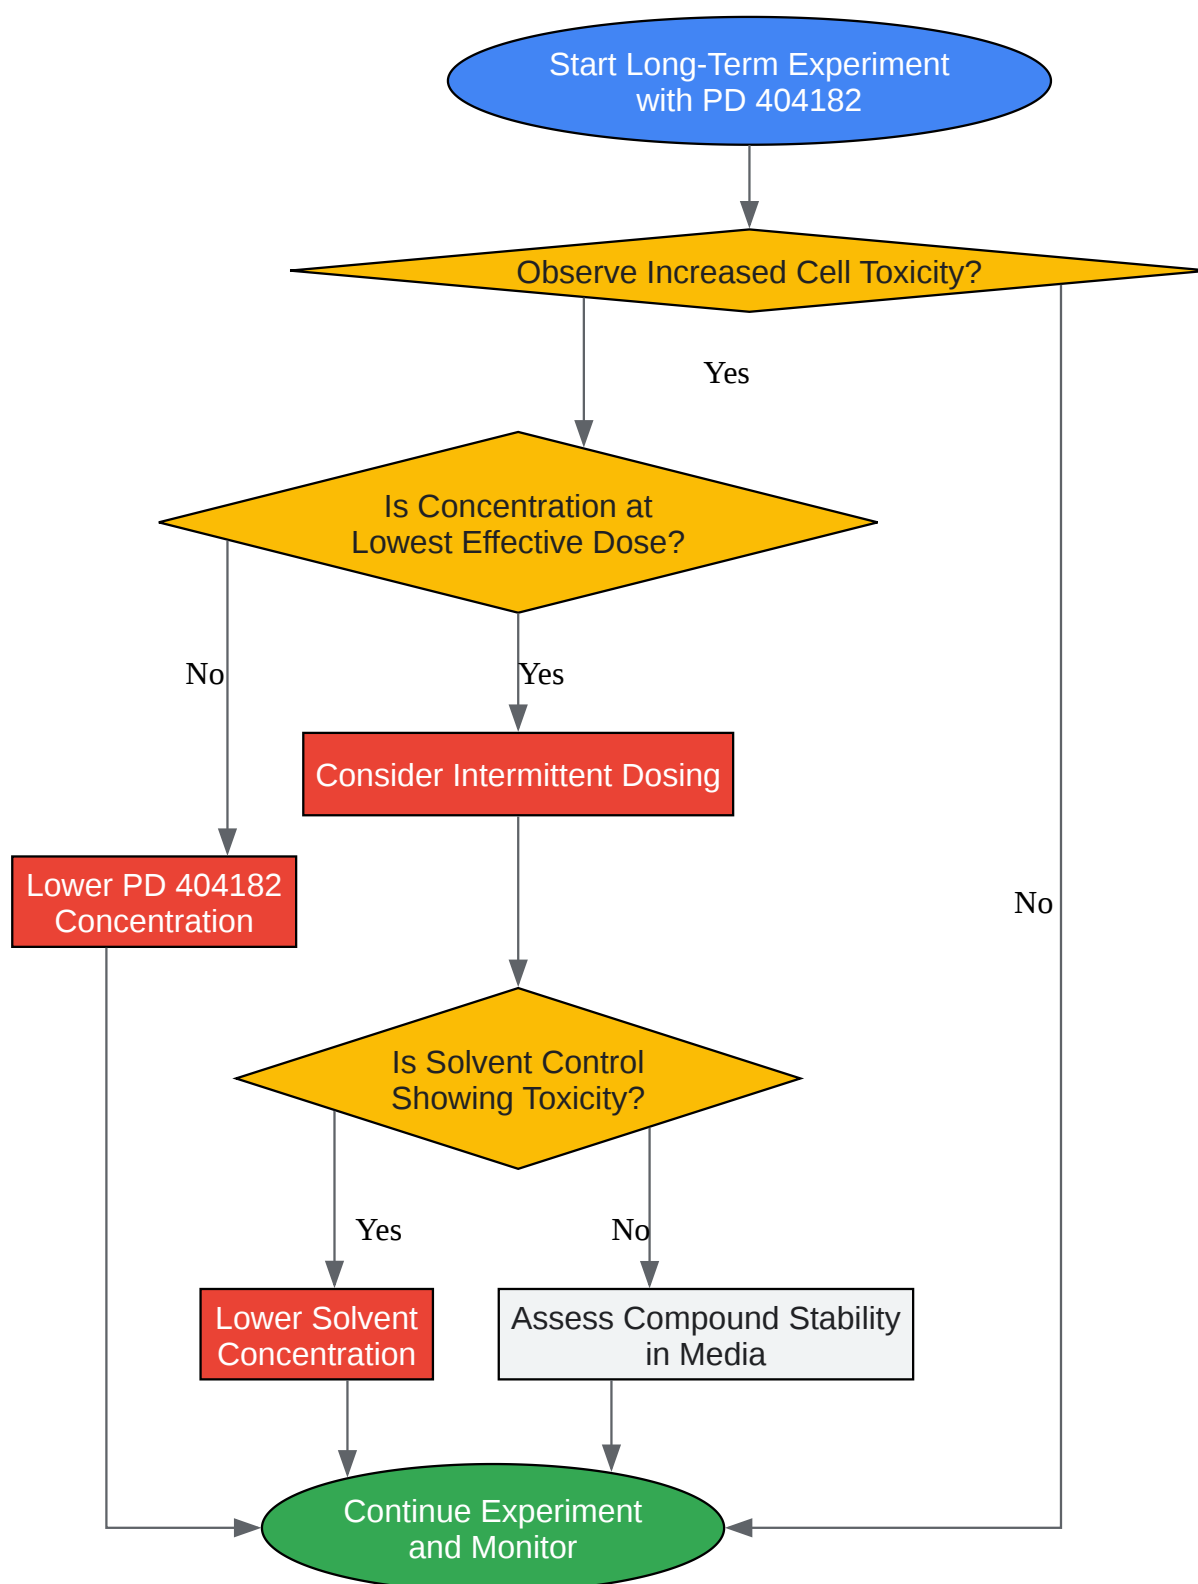 Start Long-Term Experiment
with PD 404182
Observe Increased Cell Toxicity?
Yes
Is Concentration at
Lowest Effective Dose?
No
Yes
Consider Intermittent Dosing
Lower PD 404182
Concentration
No
Is Solvent Control
Showing Toxicity?
Yes
No
Lower Solvent
Concentration
Assess Compound Stability
in Media
Continue Experiment
and Monitor